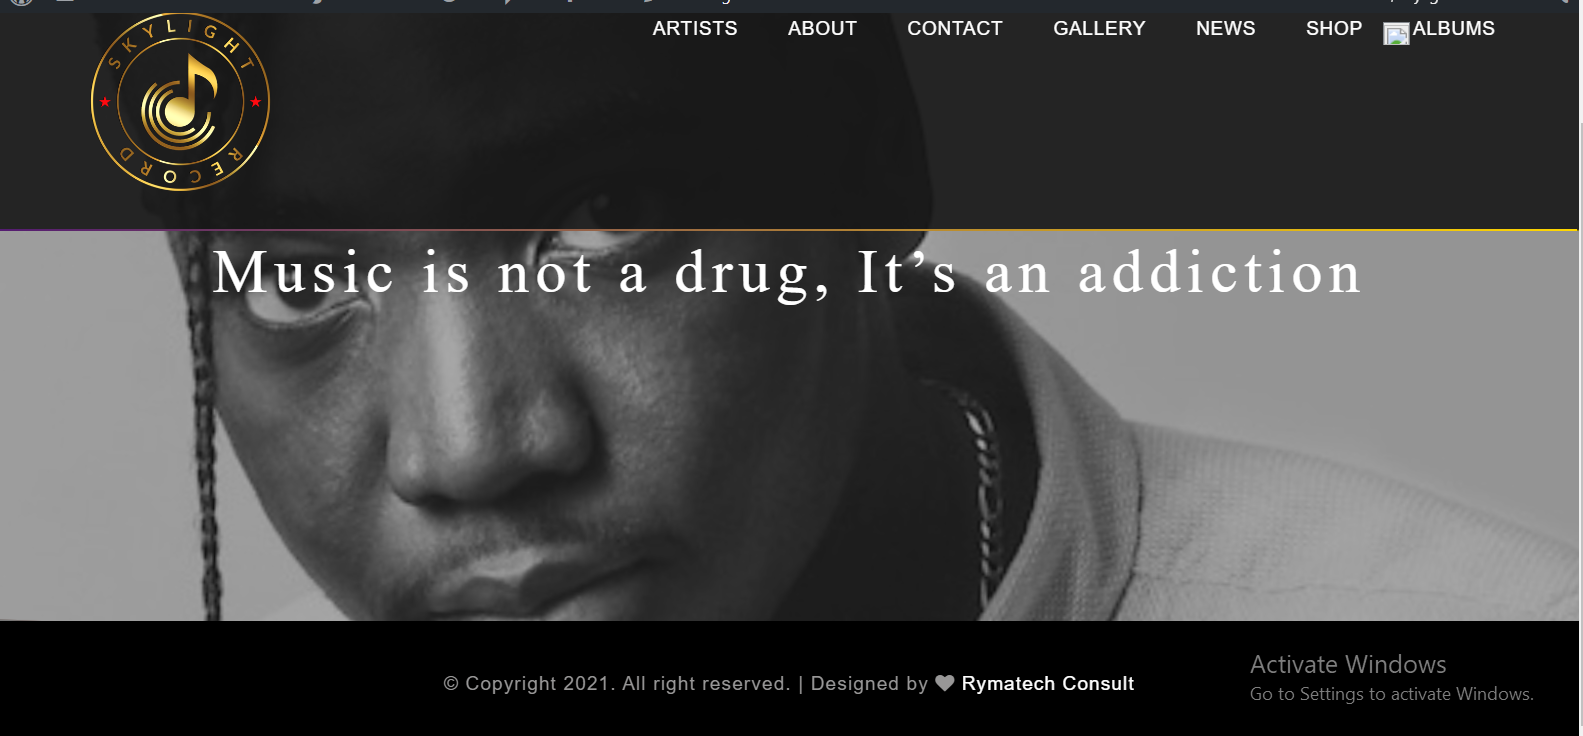 SKYLIGHT
RECORD
ARTISTS ABOUT CONTACT GALLERY NEWS SHOP ALBUMS
Music is not a drug, It’s an addiction
© Copyright 2021. All right reserved. | Designed by ♥ Rymatech Consult
Activate Windows
Go to Settings to activate Windows.